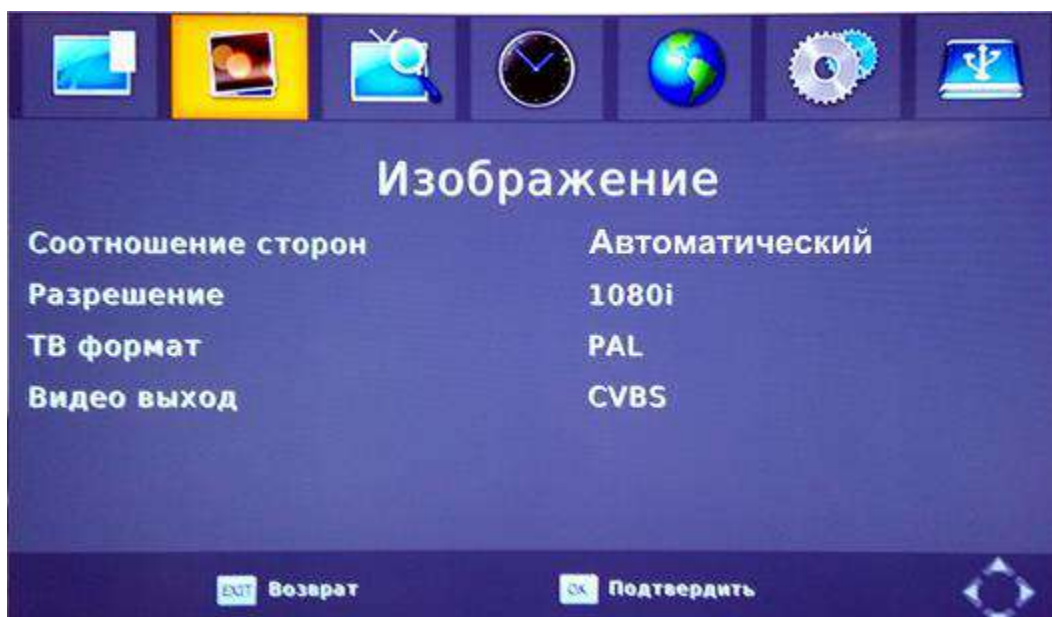 Изображение
Соотношение сторон Автоматический
Разрешение 1080i
ТВ формат PAL
Видео выход CVBS
EXIT Возврат OK Подтвердить